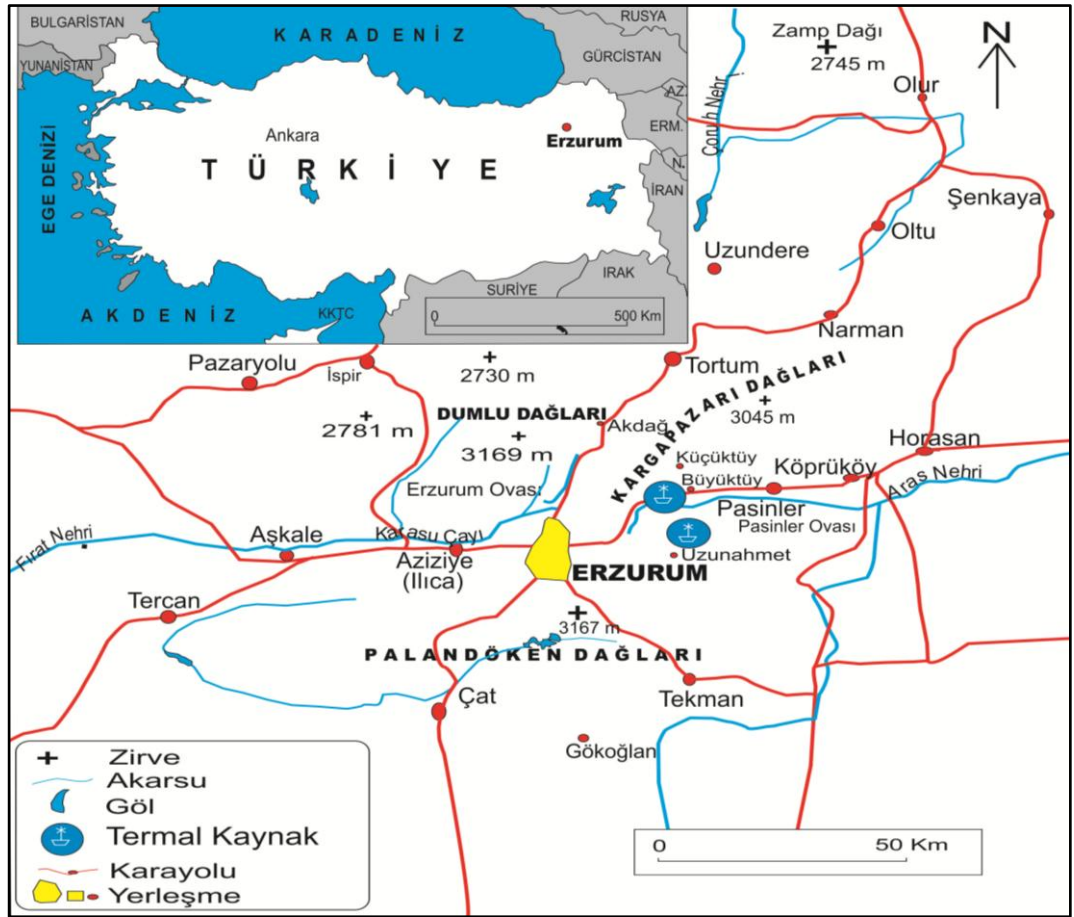 BULGARİSTAN
YUNANİSTAN
KARADENİZ
RUSYA
GÜRCİSTAN
AZ.
ERM.
N.
İRAN
Ankara
Erzurum
TÜRKİYE
EGE DENİZİ
AKDENİZ
KKTC
SURİYE
IRAK
0 500 Km
Zamp Dağı
2745 m
N
Olur
Çoruh Nehri
Şenkaya
Oltu
Uzundere
Narman
Pazaryolu
İspir
2730 m
Tortum
KARGAPAZARI DAĞLARI
3045 m
2781 m
DUMLU DAĞLARI
3169 m
Akdağ
Horasan
Küçüktüy
Köprüköy
Büyüktüy
Aras Nehri
Erzurum Ovası
Pasinler
Pasinler Ovası
Fırat Nehri
Aşkale
Karasu Çayı
Aziziye
(Ilıca)
Uzunahmet
ERZURUM
Tercan
3167 m
PALANDÖKEN DAĞLARI
Çat
Tekman
Gökoğlan
Zirve
Akarsu
Göl
Termal Kaynak
Karayolu
Yerleşme
0 50 Km